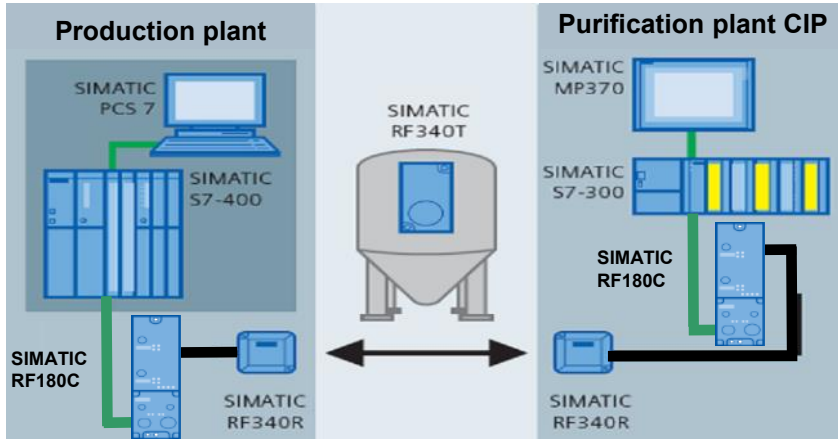 Production plant
SIMATIC
PCS 7
SIMATIC
S7-400
SIMATIC
RF180C
SIMATIC
RF340R
SIMATIC
RF340T
Purification plant CIP
SIMATIC
MP370
SIMATIC
S7-300
SIMATIC
RF180C
SIMATIC
RF340R